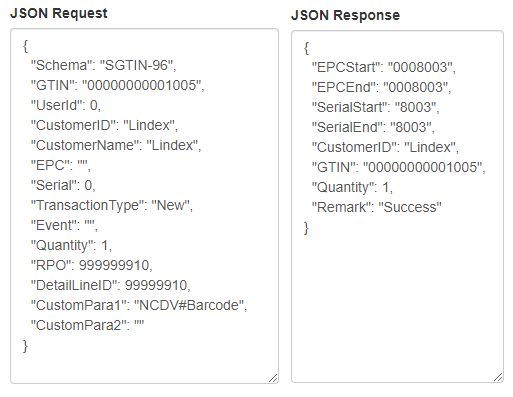 JSON Request
{
"Schema": "SGTIN-96",
"GTIN": "00000000001005",
"UserId": 0,
"CustomerID": "Lindex",
"CustomerName": "Lindex",
"EPC": "",
"Serial": 0,
"TransactionType": "New",
"Event": "",
"Quantity": 1,
"RPO": 999999910,
"DetailLineID": 99999910,
"CustomPara1": "NCDV#Barcode",
"CustomPara2": ""
}
JSON Response
{
"EPCStart": "0008003",
"EPCEnd": "0008003",
"SerialStart": "8003",
"SerialEnd": "8003",
"CustomerID": "Lindex",
"GTIN": "00000000001005",
"Quantity": 1,
"Remark": "Success"
}